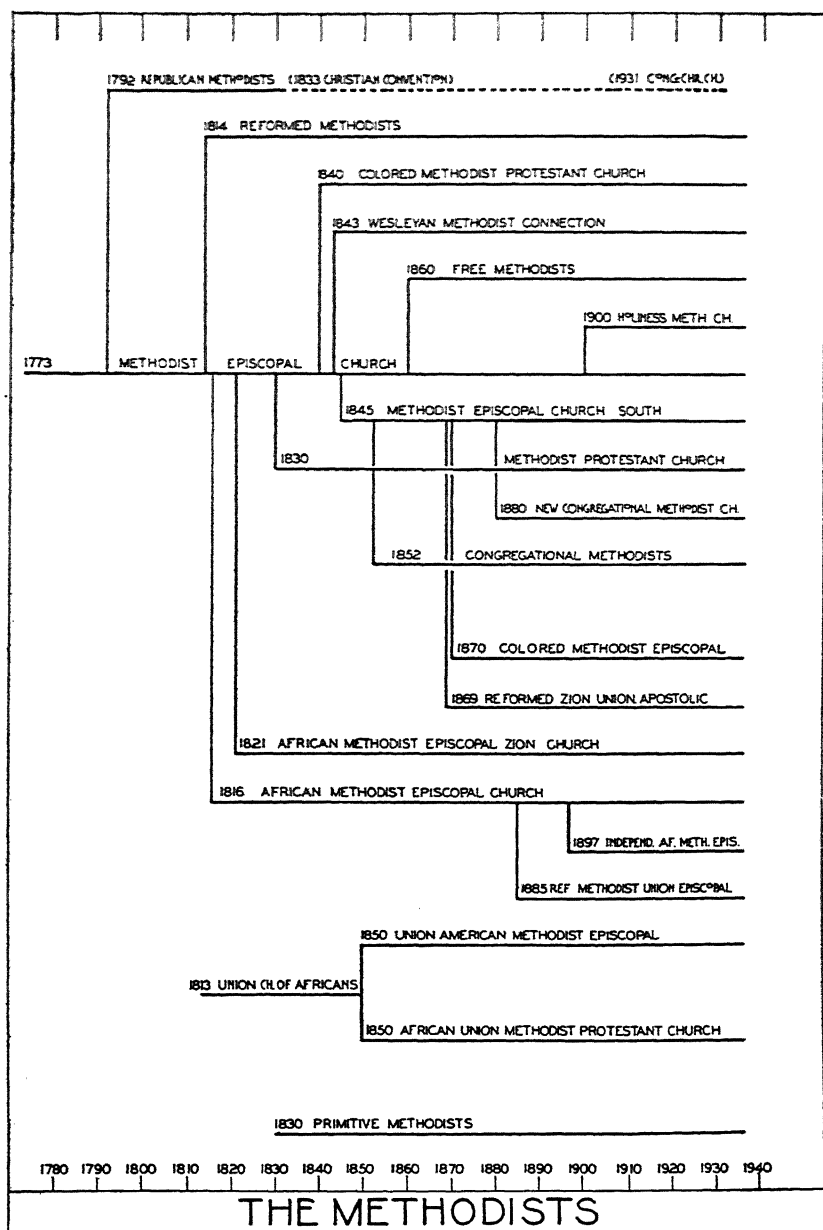 1792 REPUBLICAN METHODISTS (1833 CHRISTIAN CONVENTION) (1931 CONG-CHR.CH.)
1814 REFORMED METHODISTS
1840 COLORED METHODIST PROTESTANT CHURCH
1843 WESLEYAN METHODIST CONNECTION
1860 FREE METHODISTS
1900 HOLINESS METH CH.
1773 METHODIST EPISCOPAL CHURCH
1845 METHODIST EPISCOPAL CHURCH SOUTH
1830 METHODIST PROTESTANT CHURCH
1880 NEW CONGREGATIONAL METHODIST CH.
1852 CONGREGATIONAL METHODISTS
1870 COLORED METHODIST EPISCOPAL
1869 REFORMED ZION UNION. APOSTOLIC
1821 AFRICAN METHODIST EPISCOPAL ZION CHURCH
1816 AFRICAN METHODIST EPISCOPAL CHURCH
1897 INDEPEND. AF. METH. EPIS.
1885 REF METHODIST UNION EPISCOPAL
1850 UNION AMERICAN METHODIST EPISCOPAL
1813 UNION CH. OF AFRICANS
1850 AFRICAN UNION METHODIST PROTESTANT CHURCH
1830 PRIMITIVE METHODISTS
1780 1790 1800 1810 1820 1830 1840 1850 1860 1870 1880 1890 1900 1910 1920 1930 1940
THE METHODISTS